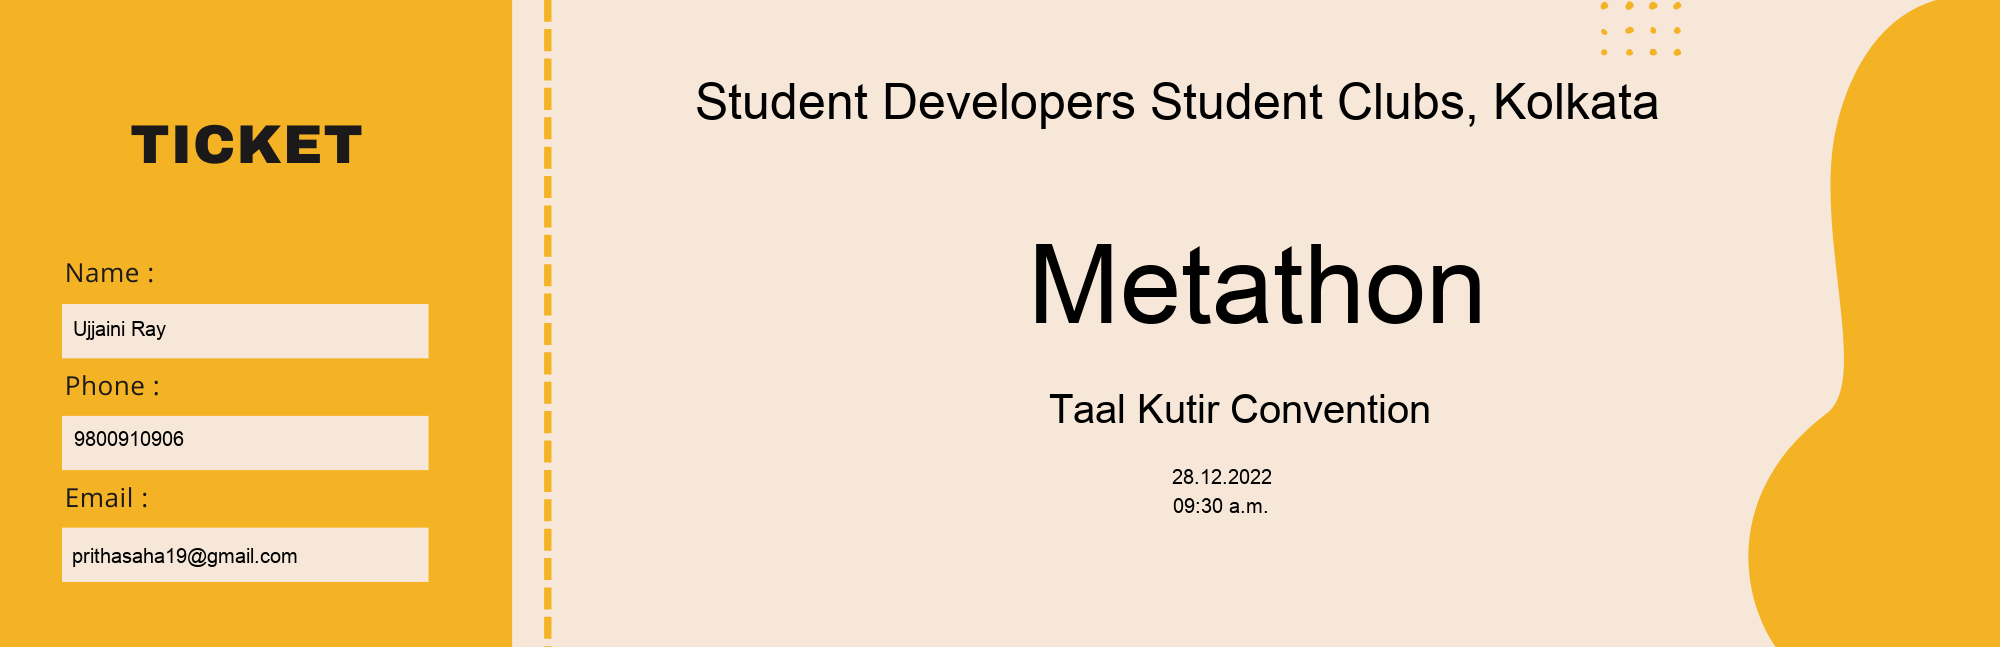 TICKET
Name :
Ujjaini Ray
Phone :
9800910906
Email :
prithasaha19@gmail.com
Student Developers Student Clubs, Kolkata
Metathon
Taal Kutir Convention
28.12.2022
09:30 a.m.